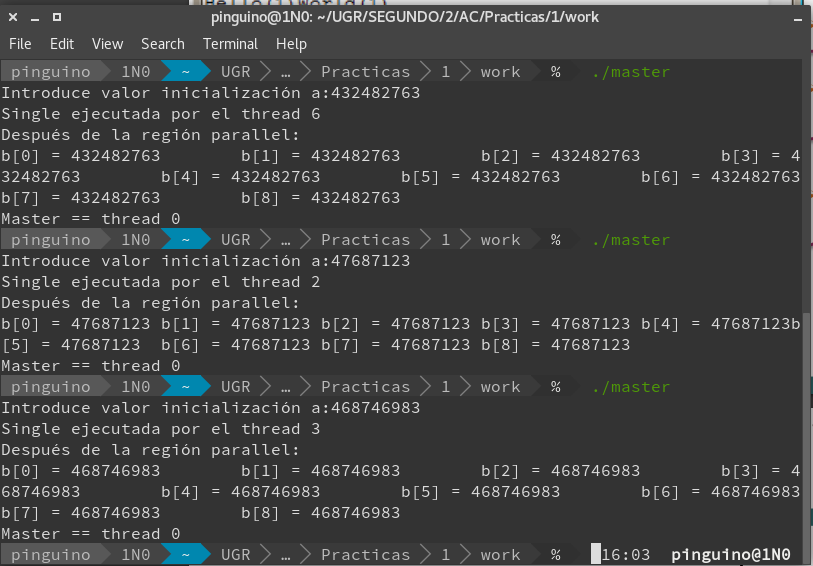 pinguino@1N0: ~/UGR/SEGUNDO/2/AC/Practicas/1/work
File Edit View Search Terminal Help
pinguino 1N0 ~ UGR … Practicas 1 work % ./master
Introduce valor inicialización a:432482763
Single ejecutada por el thread 6
Después de la región parallel:
b[0] = 432482763 b[1] = 432482763 b[2] = 432482763 b[3] = 4
32482763 b[4] = 432482763 b[5] = 432482763 b[6] = 432482763
b[7] = 432482763 b[8] = 432482763
Master == thread 0
pinguino 1N0 ~ UGR … Practicas 1 work % ./master
Introduce valor inicialización a:47687123
Single ejecutada por el thread 2
Después de la región parallel:
b[0] = 47687123 b[1] = 47687123 b[2] = 47687123 b[3] = 47687123 b[4] = 47687123b
[5] = 47687123 b[6] = 47687123 b[7] = 47687123 b[8] = 47687123
Master == thread 0
pinguino 1N0 ~ UGR … Practicas 1 work % ./master
Introduce valor inicialización a:468746983
Single ejecutada por el thread 3
Después de la región parallel:
b[0] = 468746983 b[1] = 468746983 b[2] = 468746983 b[3] = 4
68746983 b[4] = 468746983 b[5] = 468746983 b[6] = 468746983
b[7] = 468746983 b[8] = 468746983
Master == thread 0
pinguino 1N0 ~ UGR … Practicas 1 work % 16:03 pinguino@1N0